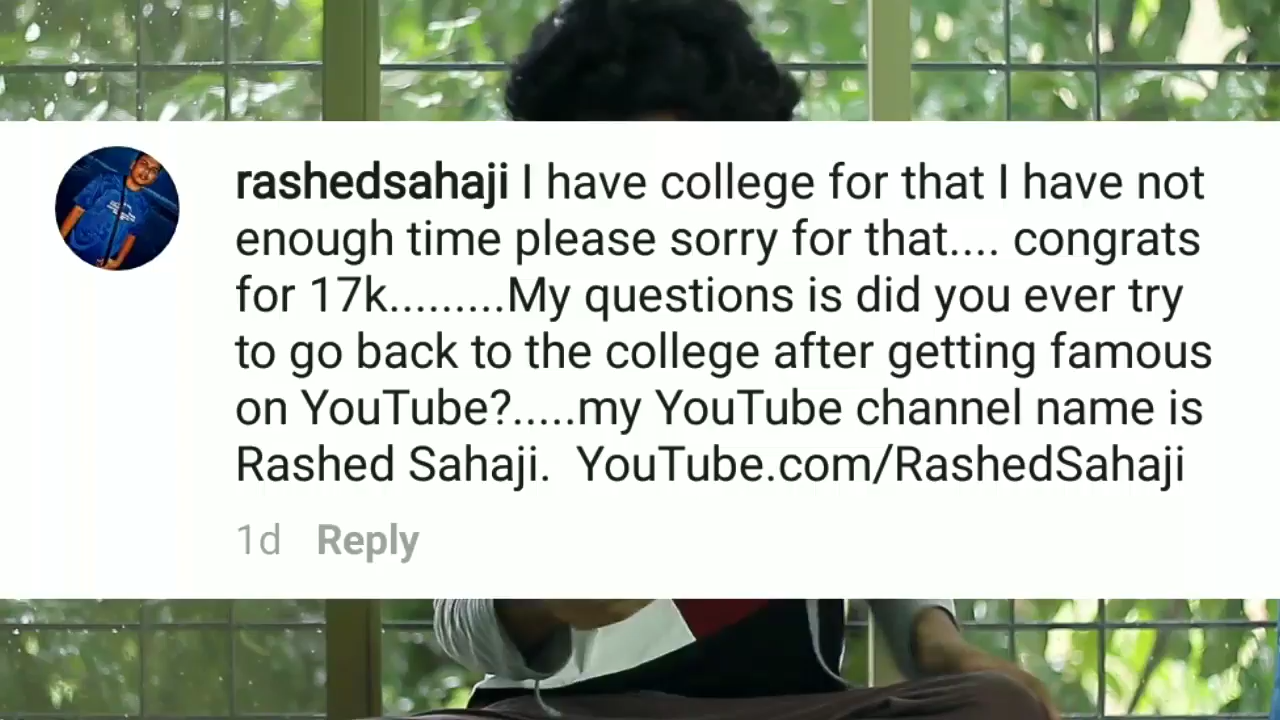 rashedsahaji I have college for that I have not
enough time please sorry for that.... congrats
for 17k.........My questions is did you ever try
to go back to the college after getting famous
on YouTube?.....my YouTube channel name is
Rashed Sahaji.  YouTube.com/RashedSahaji
1d Reply